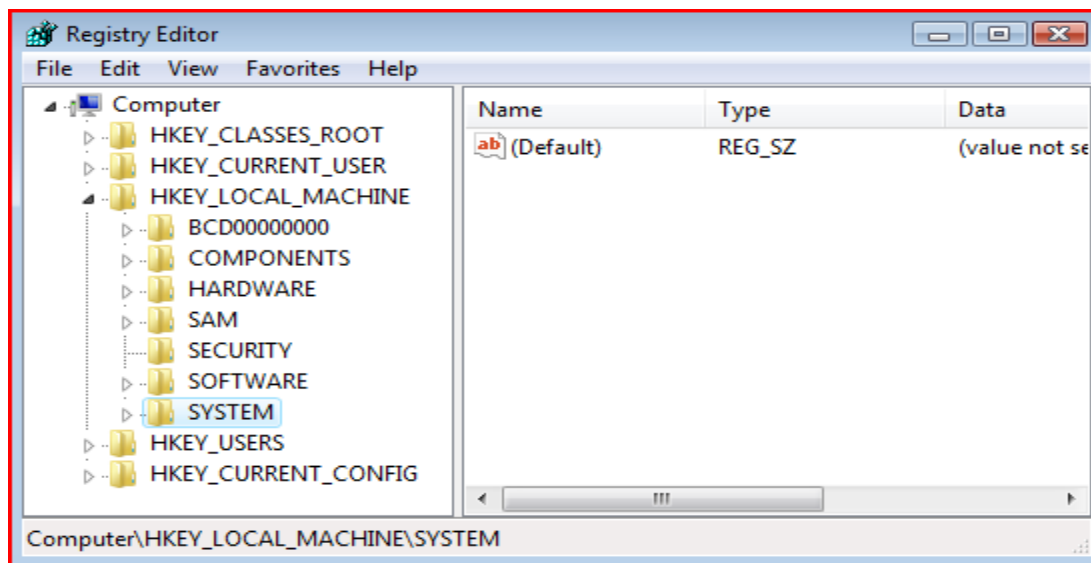 Registry Editor
File Edit View Favorites Help
Computer
HKEY_CLASSES_ROOT
HKEY_CURRENT_USER
HKEY_LOCAL_MACHINE
BCD00000000
COMPONENTS
HARDWARE
SAM
SECURITY
SOFTWARE
SYSTEM
HKEY_USERS
HKEY_CURRENT_CONFIG
Name Type Data
ab (Default) REG_SZ (value not se
Computer\HKEY_LOCAL_MACHINE\SYSTEM